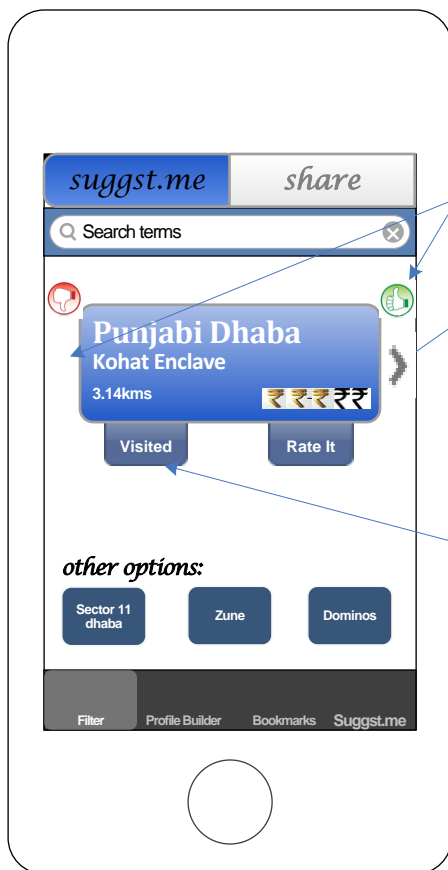 suggst.me share
Search terms
Punjabi Dhaba
Kohat Enclave
3.14kms ₹ ₹-₹ ₹₹
Visited Rate It
other options:
Sector 11
dhaba
Zune
Dominos
Filter Profile Builder Bookmarks Suggst.me